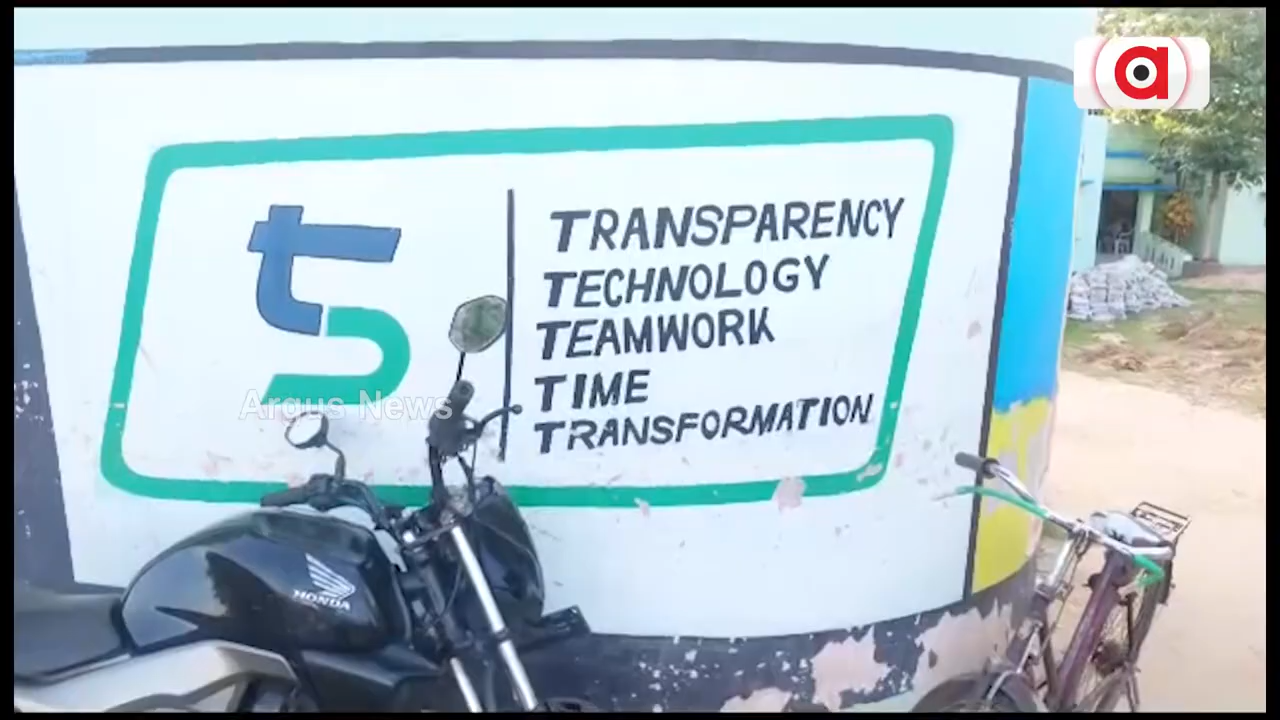 a
t5
TRANSPARENCY
TECHNOLOGY
TEAMWORK
TIME
TRANSFORMATION
Argus News
HONDA